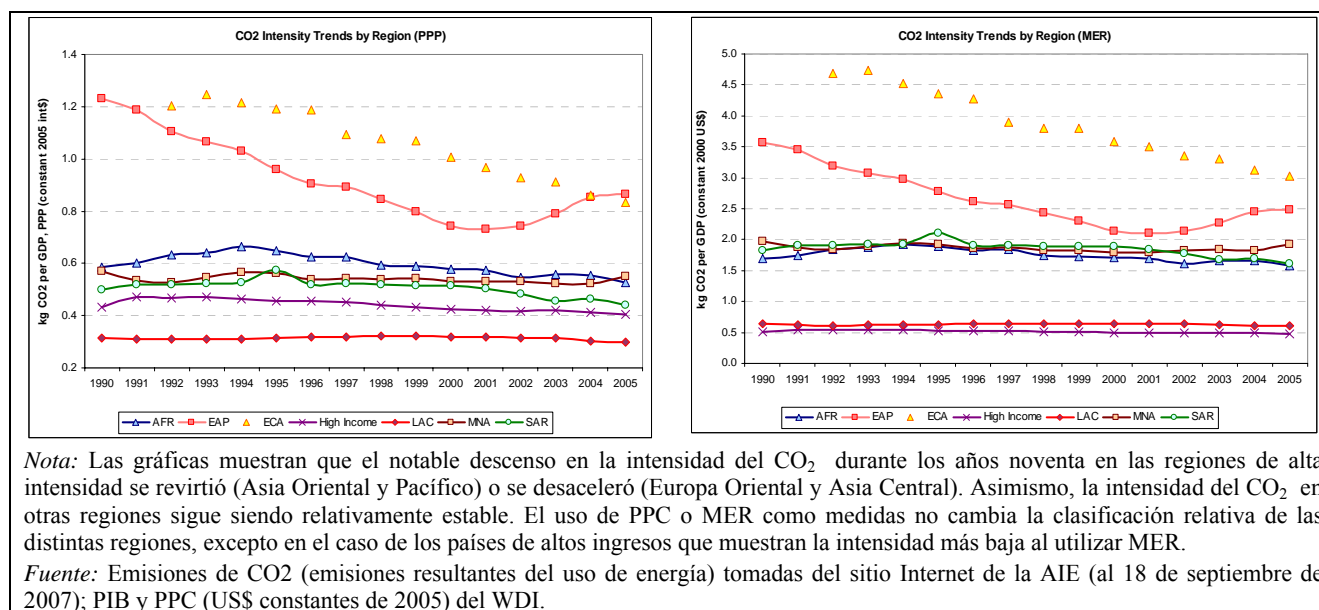 CO2 Intensity Trends by Region (PPP)
kg CO2 per GDP, PPP (constant 2005 int$)
1.4
1.2
1.0
0.8
0.6
0.4
0.2
1990 1991 1992 1993 1994 1995 1996 1997 1998 1999 2000 2001 2002 2003 2004 2005
AFR EAP ECA High Income LAC MNA SAR
CO2 Intensity Trends by Region (MER)
kg CO2 per GDP (constant 2000 US$)
5.0
4.5
4.0
3.5
3.0
2.5
2.0
1.5
1.0
0.5
0.0
1990 1991 1992 1993 1994 1995 1996 1997 1998 1999 2000 2001 2002 2003 2004 2005
AFR EAP ECA High Income LAC MNA SAR
Nota: Las gráficas muestran que el notable descenso en la intensidad del CO₂ durante los años noventa en las regiones de alta
intensidad se revirtió (Asia Oriental y Pacífico) o se desaceleró (Europa Oriental y Asia Central). Asimismo, la intensidad del CO₂ en
otras regiones sigue siendo relativamente estable. El uso de PPC o MER como medidas no cambia la clasificación relativa de las
distintas regiones, excepto en el caso de los países de altos ingresos que muestran la intensidad más baja al utilizar MER.
Fuente: Emisiones de CO2 (emisiones resultantes del uso de energía) tomadas del sitio Internet de la AIE (al 18 de septiembre de
2007); PIB y PPC (US$ constantes de 2005) del WDI.